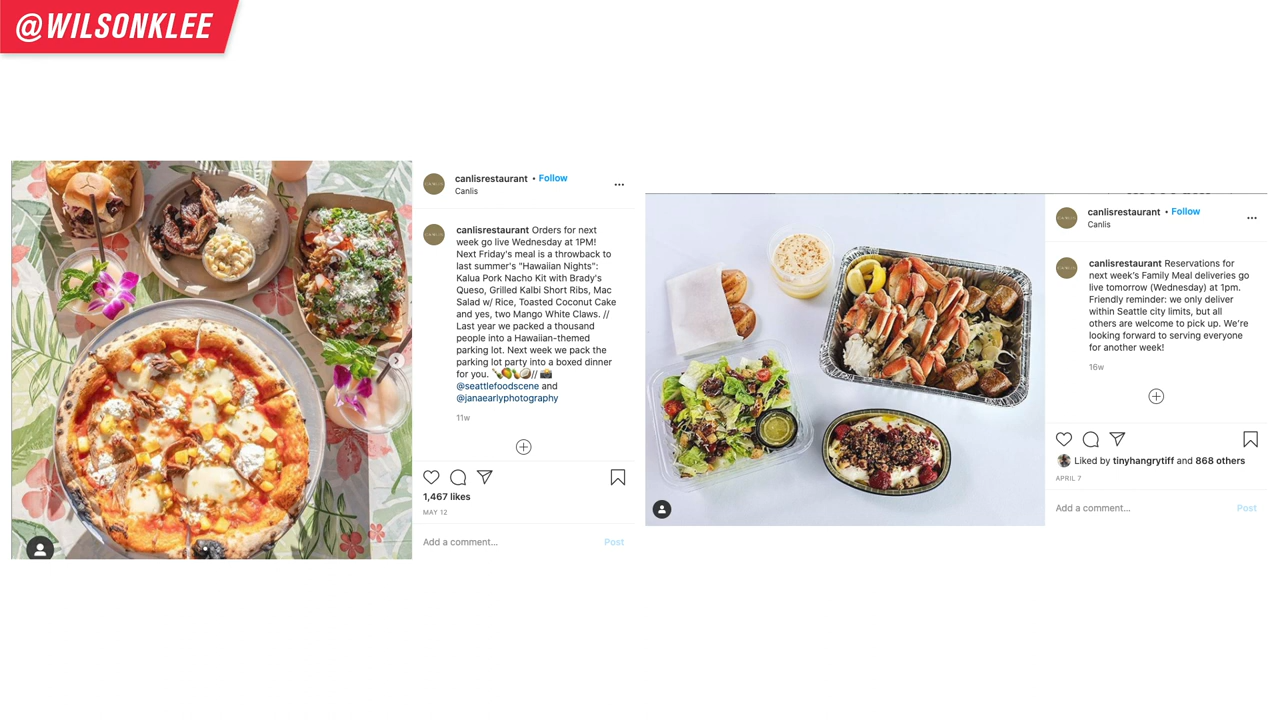 @WILSONKLEE
canlisrestaurant • Follow
Canlis
canlisrestaurant Orders for next
week go live Wednesday at 1PM!
Next Friday's meal is a throwback to
last summer's "Hawaiian Nights":
Kalua Pork Nacho Kit with Brady's
Queso, Grilled Kalbi Short Ribs, Mac
Salad w/ Rice, Toasted Coconut Cake
and yes, two Mango White Claws. //
Last year we packed a thousand
people into a Hawaiian-themed
parking lot. Next week we pack the
parking lot party into a boxed dinner
for you. 🍾🥭🌶️🥥// 📸
@seattlefoodscene and
@janaearlyphotography
11w
1,467 likes
MAY 12
Add a comment... Post
canlisrestaurant • Follow
Canlis
canlisrestaurant Reservations for
next week's Family Meal deliveries go
live tomorrow (Wednesday) at 1pm.
Friendly reminder: we only deliver
within Seattle city limits, but all
others are welcome to pick up. We're
looking forward to serving everyone
for another week!
16w
Liked by tinyhangrytiff and 868 others
APRIL 7
Add a comment... Post